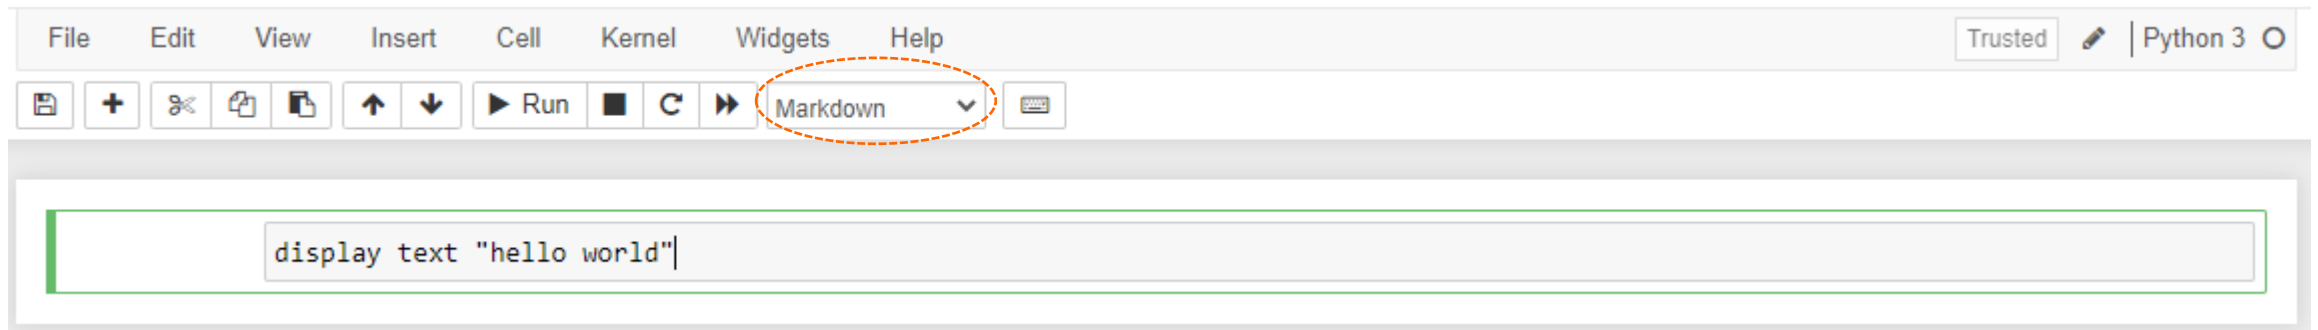 File Edit View Insert Cell Kernel Widgets Help Trusted Python 3
Run Markdown
display text "hello world"